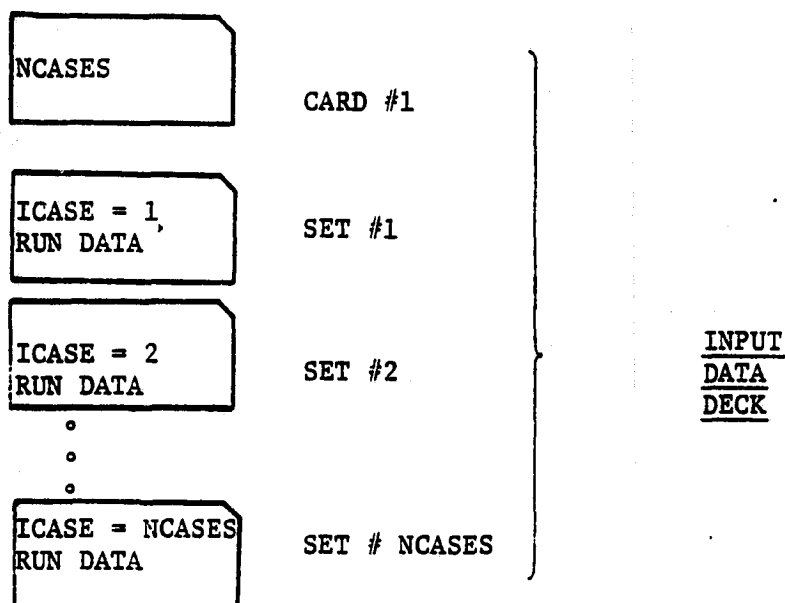 NCASES
CARD #1
ICASE = 1
RUN DATA
SET #1
ICASE = 2
RUN DATA
SET #2
ICASE = NCASES
RUN DATA
SET # NCASES
INPUT
DATA
DECK